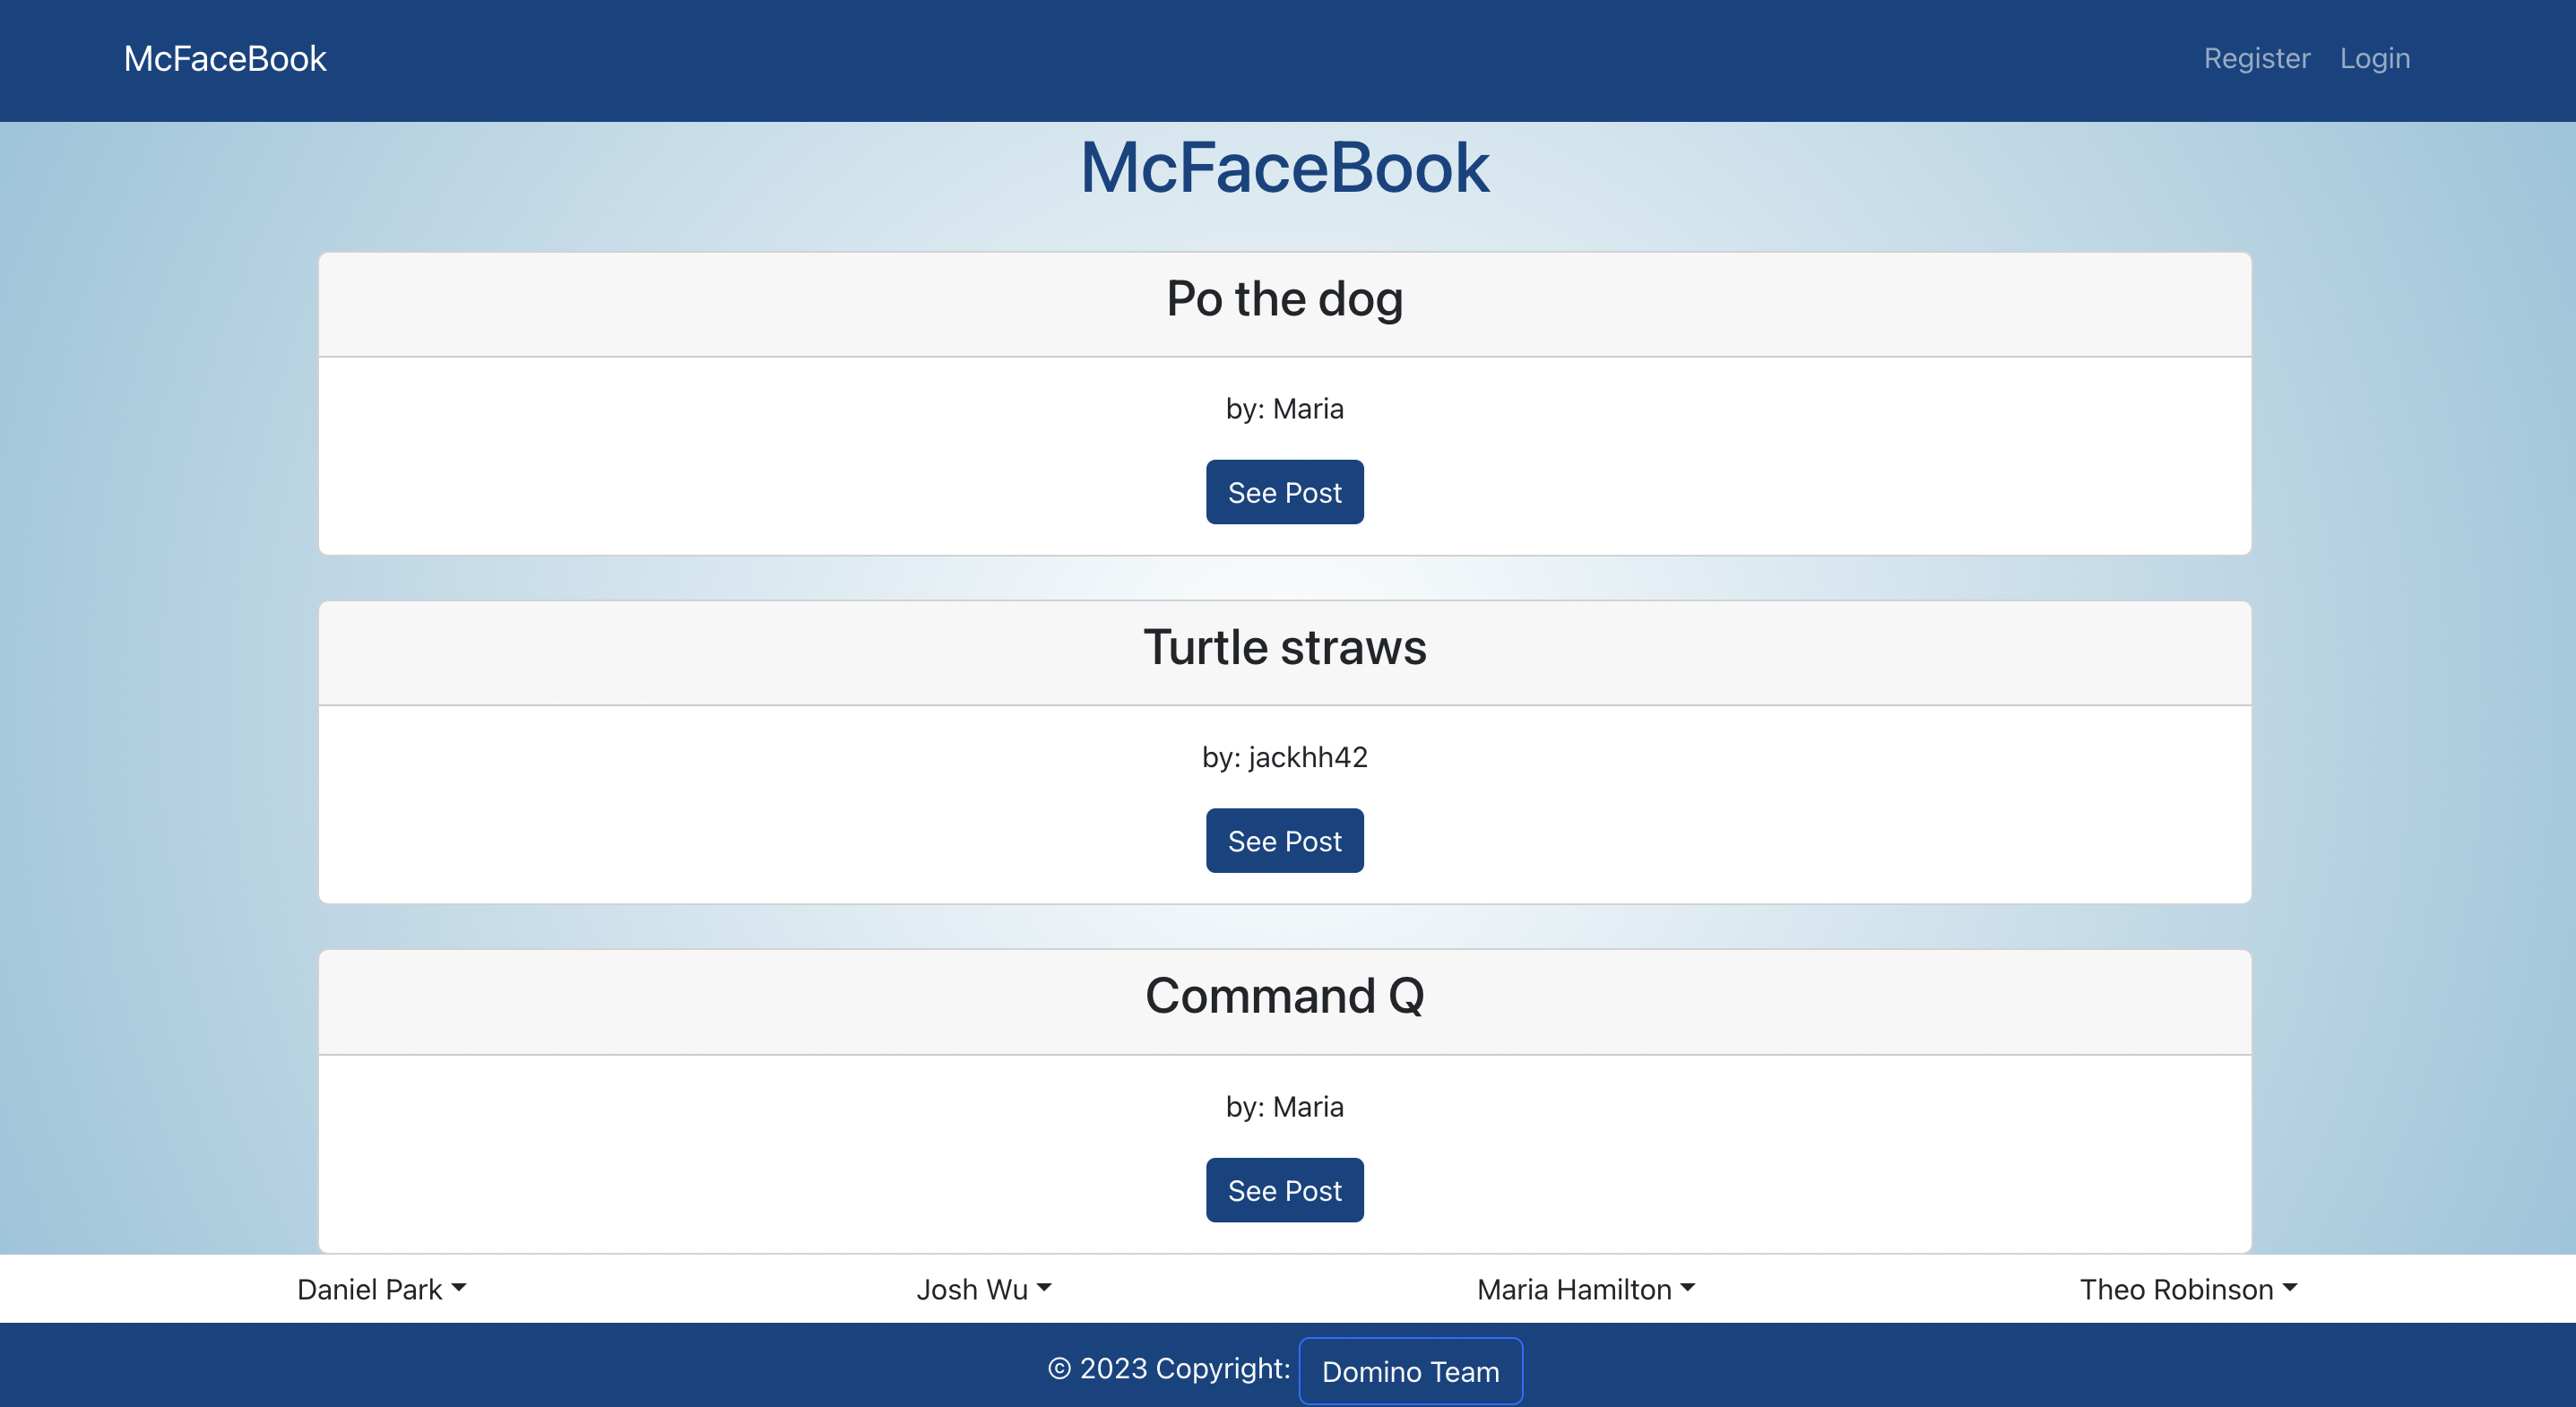 McFaceBook Register Login
McFaceBook
Po the dog
by: Maria
See Post
Turtle straws
by: jackhh42
See Post
Command Q
by: Maria
See Post
Daniel Park Josh Wu Maria Hamilton Theo Robinson
© 2023 Copyright: Domino Team